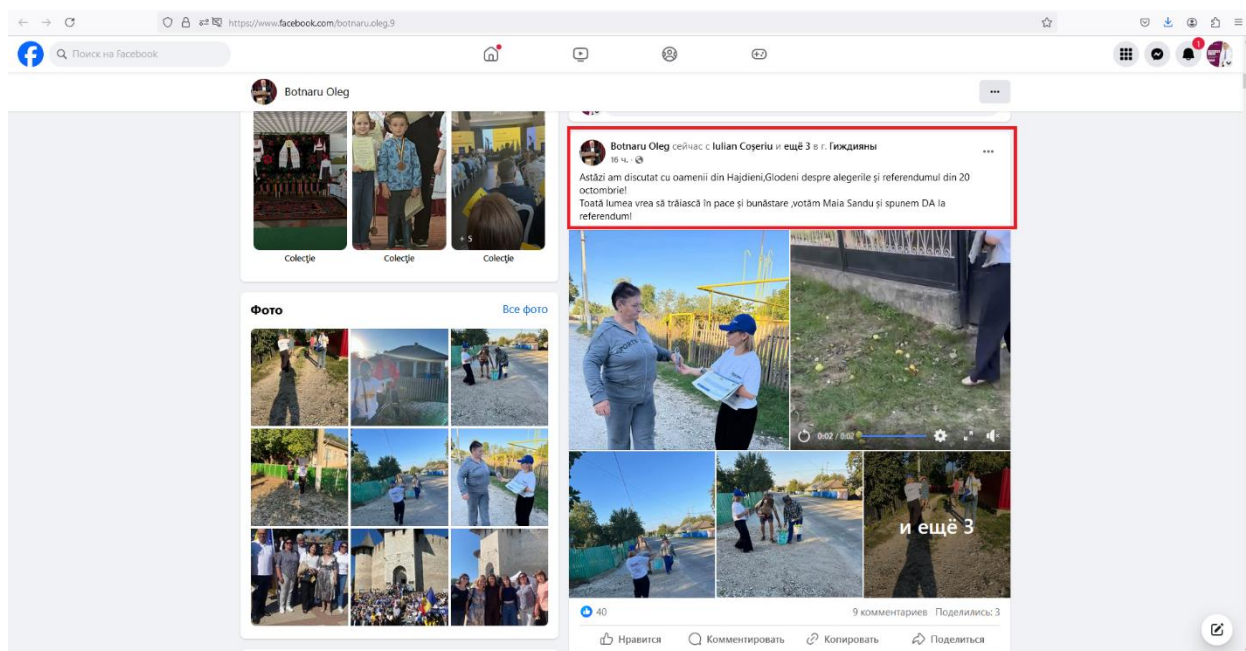 https://www.facebook.com/botnaru.oleg.9
Поиск на Facebook
1
Botnaru Oleg
Colecție
Colecție
+ 5
Colecție
Фото
Все фото
Botnaru Oleg сейчас с Iulian Coșeriu и ещё 3 в г. Гиждияны
16 ч.
Astăzi am discutat cu oamenii din Hajdieni,Glodeni despre alegerile și referendumul din 20
octombrie!
Toată lumea vrea să trăiască în pace și bunăstare ,votăm Maia Sandu și spunem DA la
referendum!
0:02 / 0:02
и ещё 3
40
9 комментариев Поделились: 3
Нравится Комментировать Копировать Поделиться